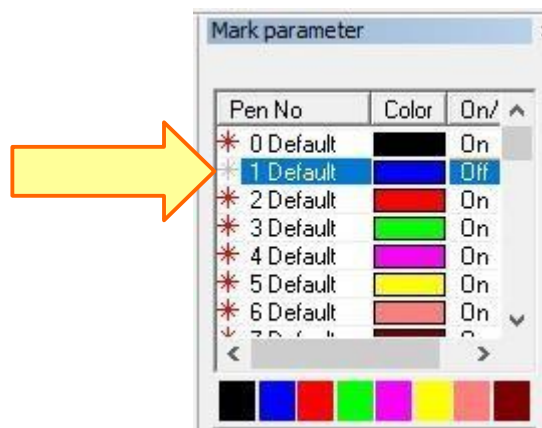 Mark parameter
Pen No Color On/
0 Default On
1 Default Off
2 Default On
3 Default On
4 Default On
5 Default On
6 Default On